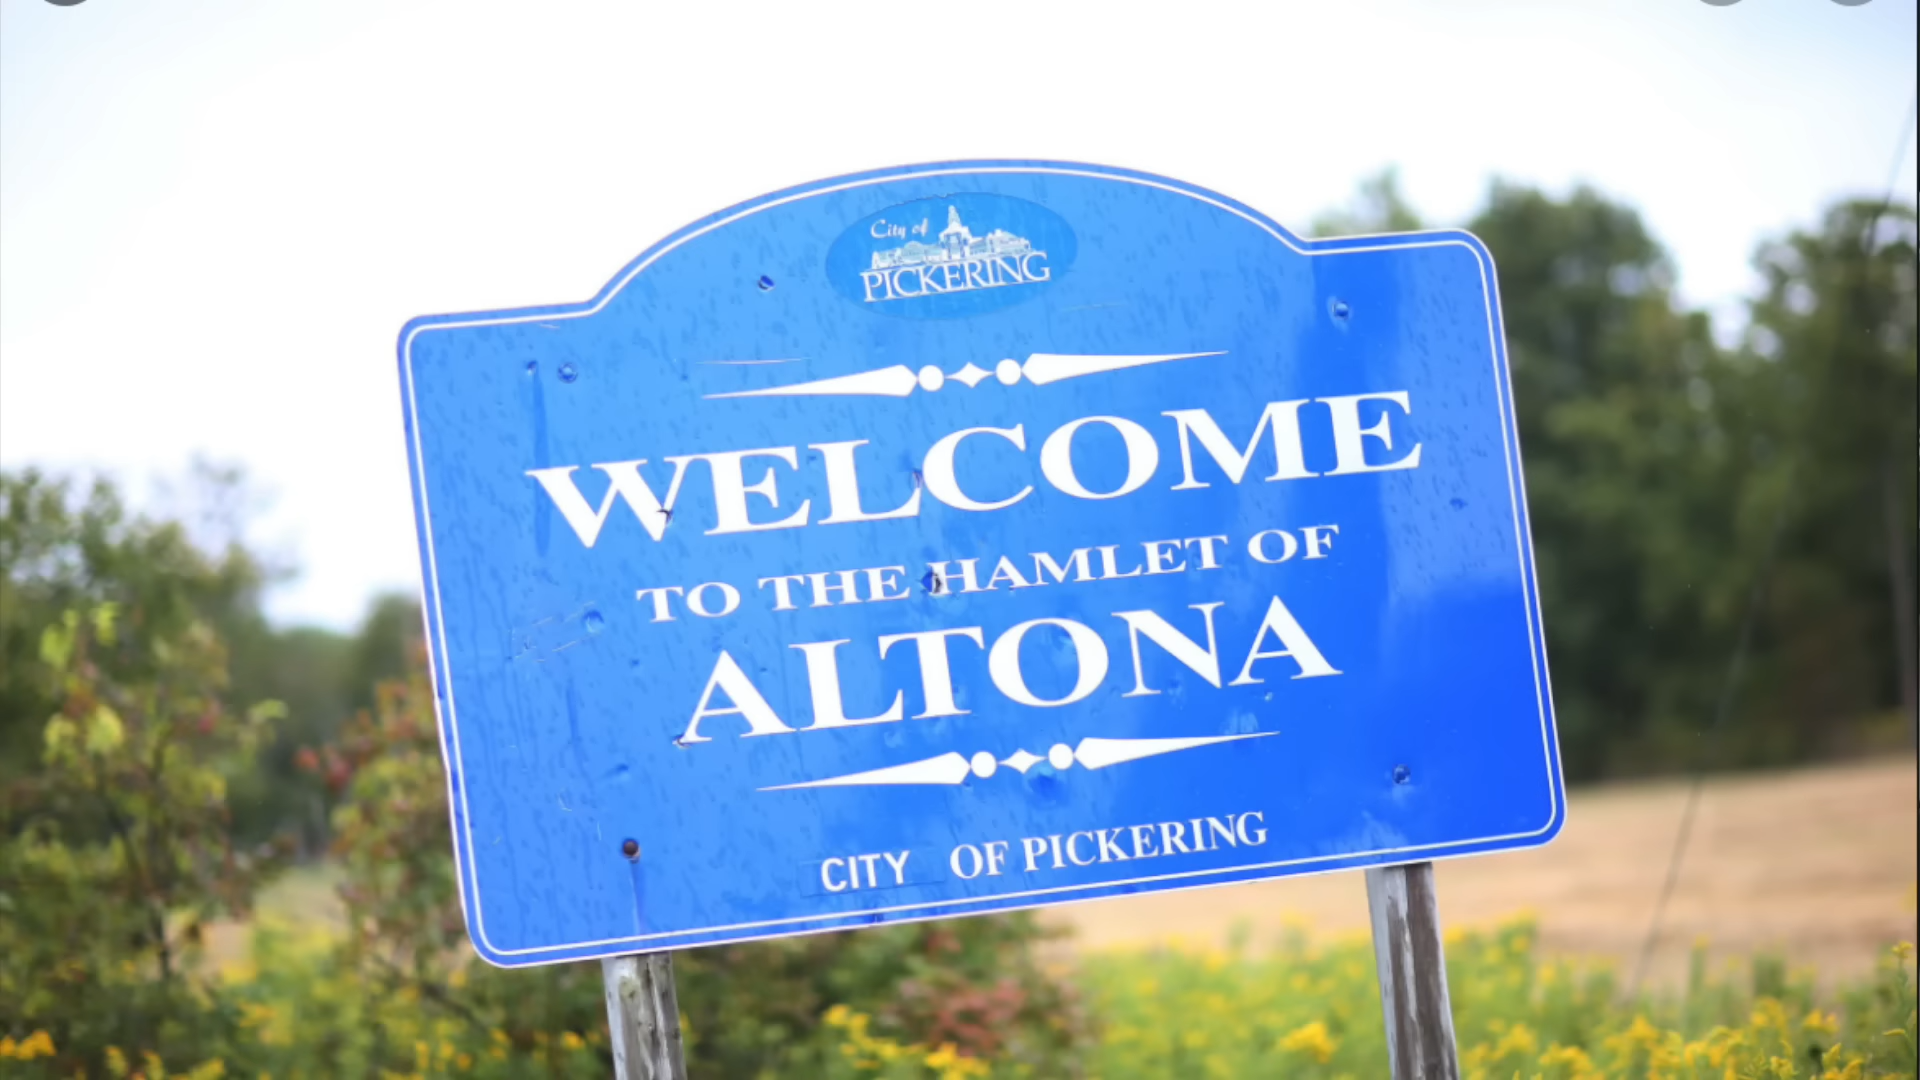 City of
PICKERING
WELCOME
TO THE HAMLET OF
ALTONA
CITY OF PICKERING